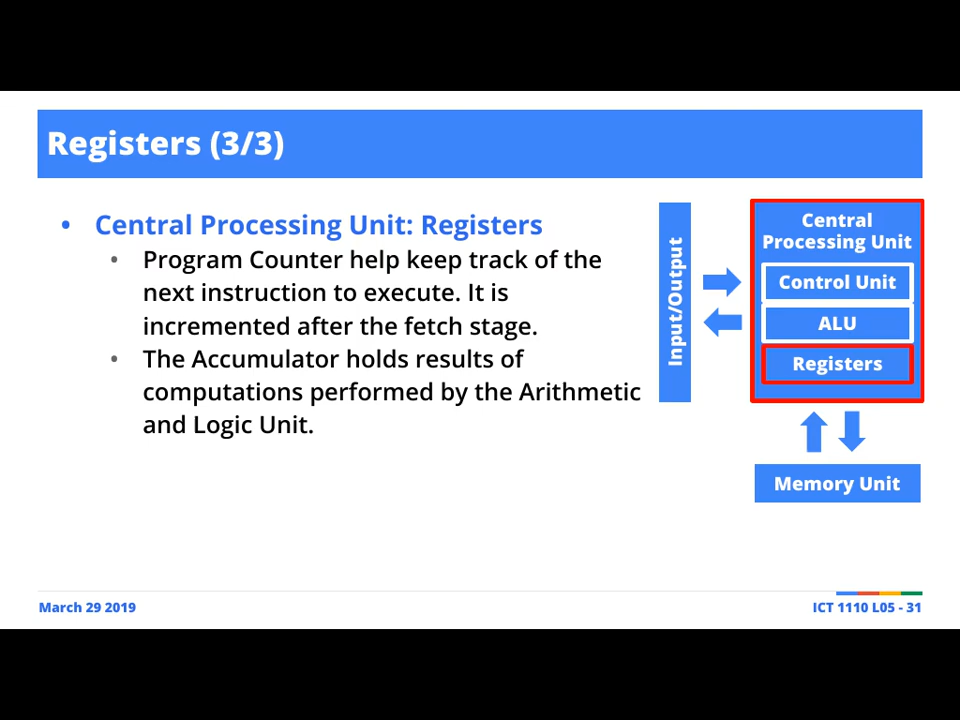 Registers (3/3)
• Central Processing Unit: Registers
• Program Counter help keep track of the
next instruction to execute. It is
incremented after the fetch stage.
• The Accumulator holds results of
computations performed by the Arithmetic
and Logic Unit.
Input/Output
Central
Processing Unit
Control Unit
ALU
Registers
Memory Unit
March 29 2019
ICT 1110 L05 - 31